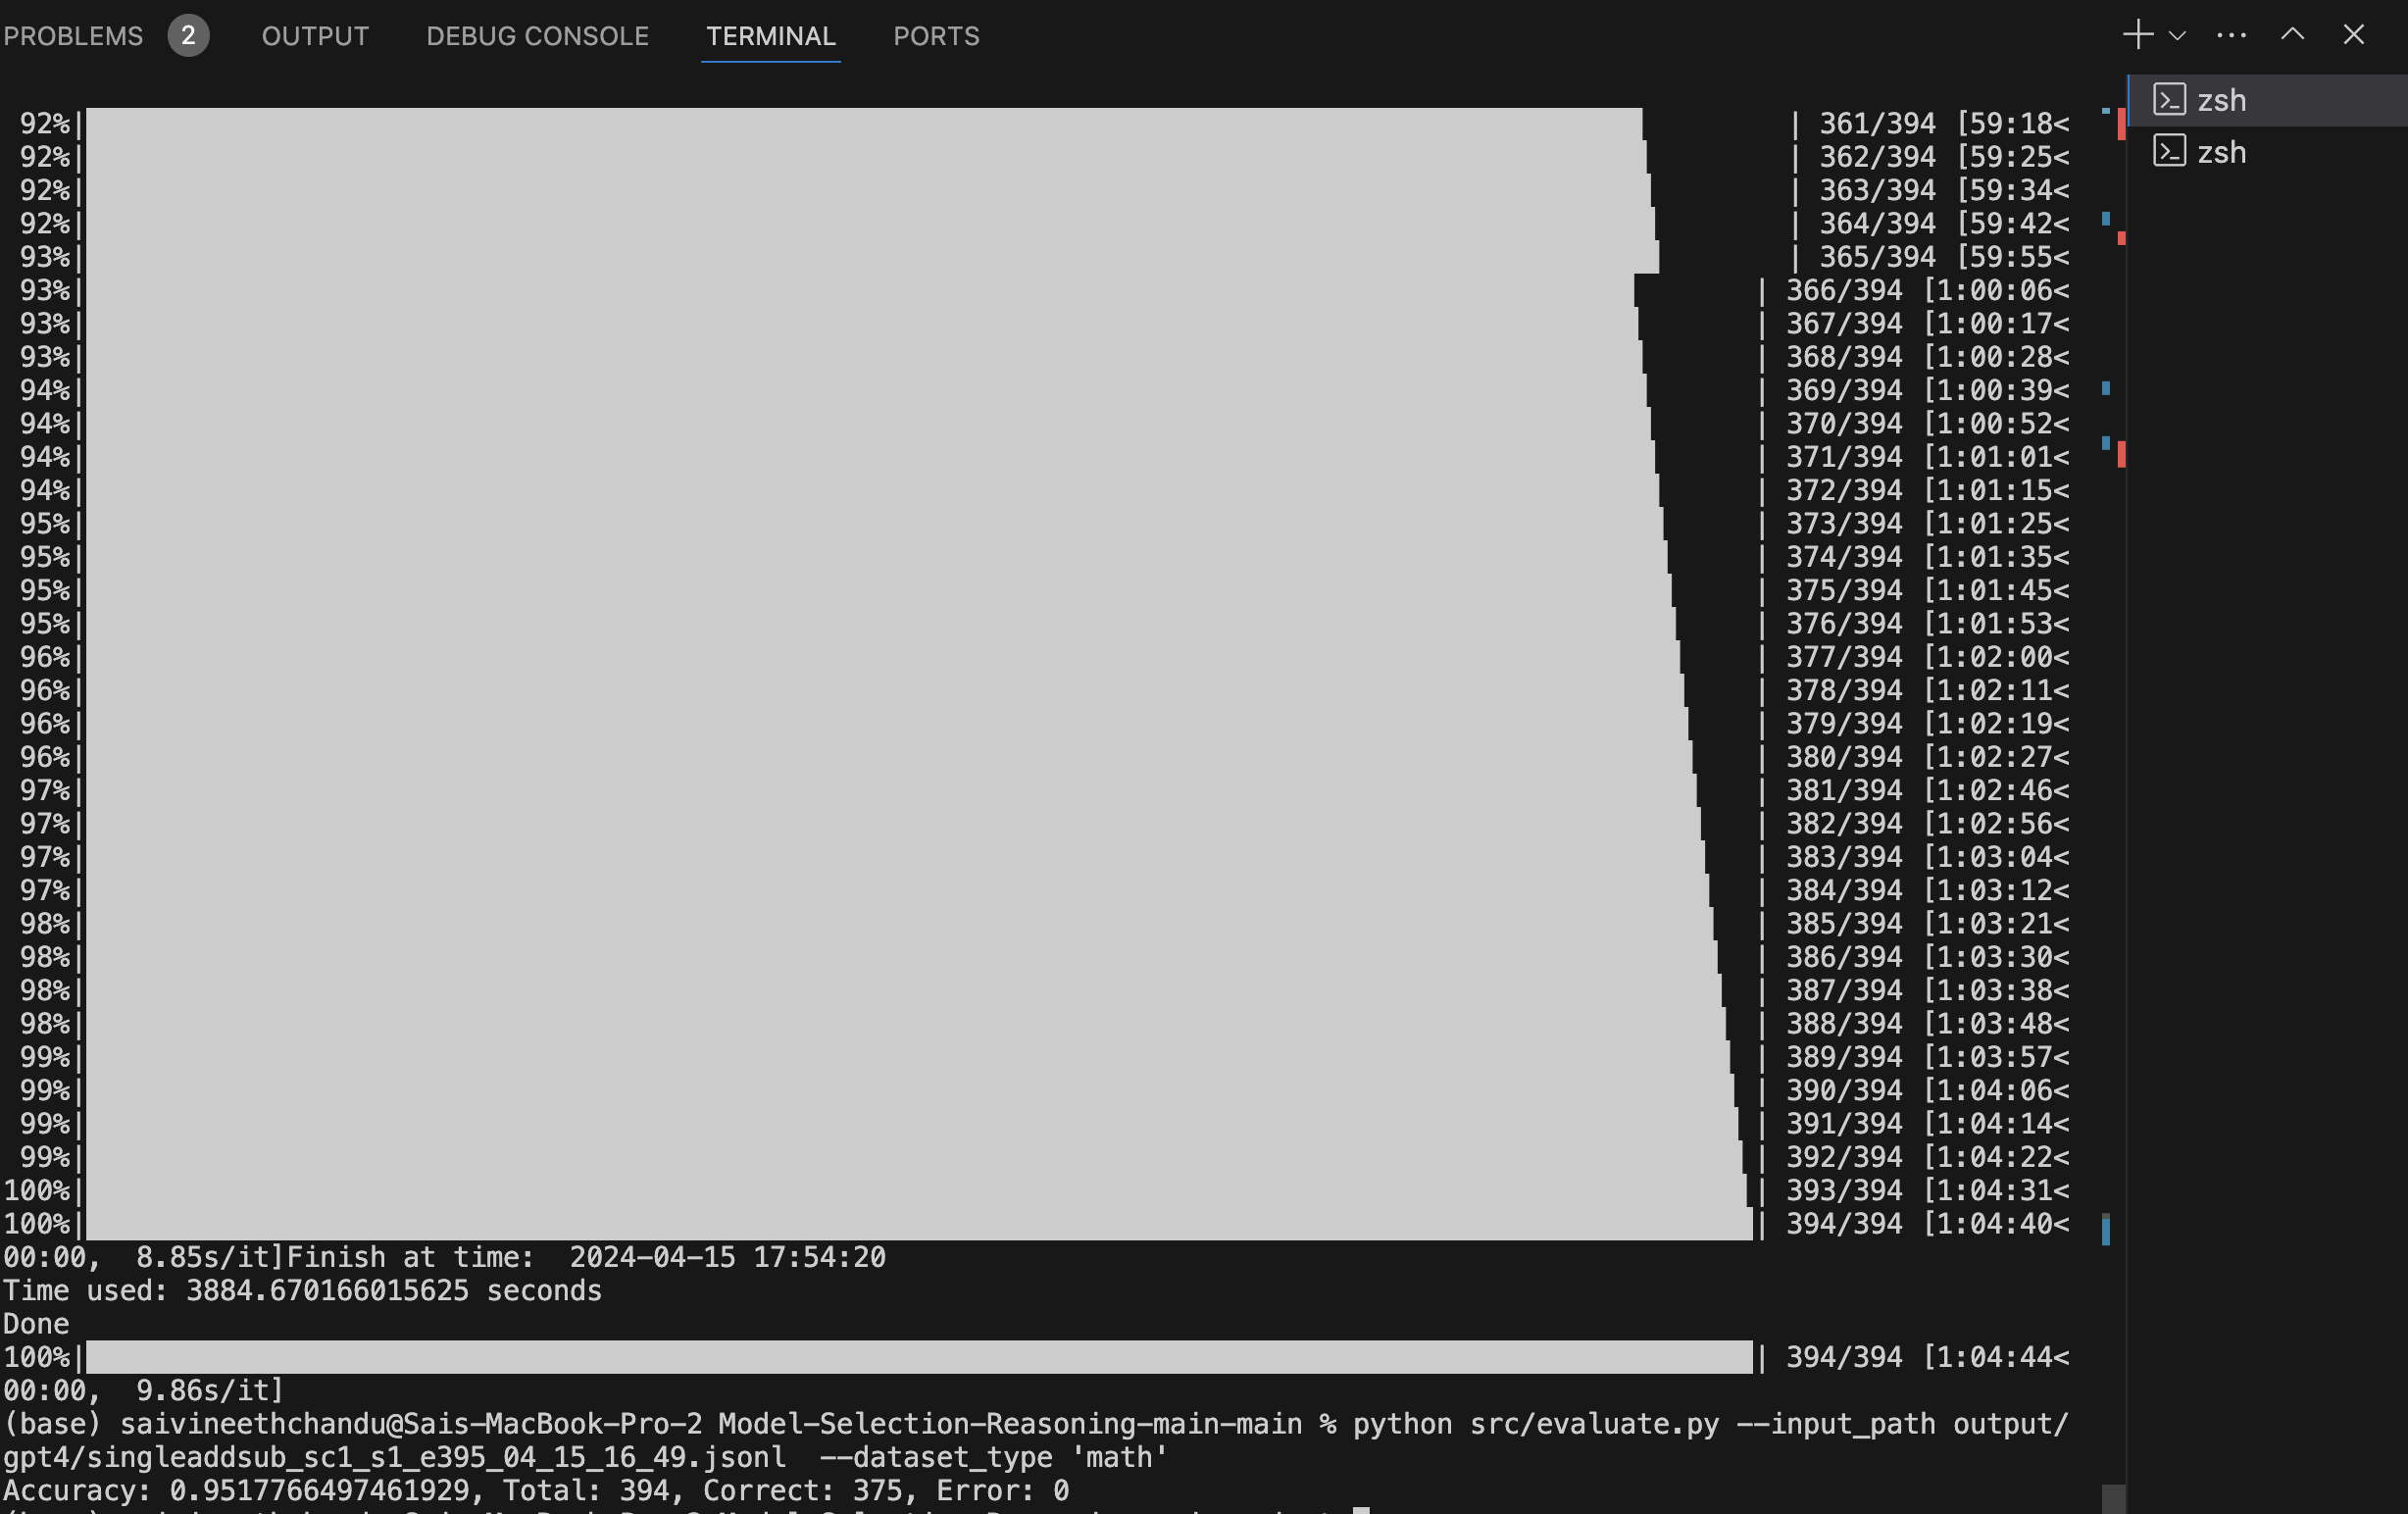 PROBLEMS 2 OUTPUT DEBUG CONSOLE TERMINAL PORTS
zsh
zsh
92%| | 361/394 [59:18<
92%| | 362/394 [59:25<
92%| | 363/394 [59:34<
92%| | 364/394 [59:42<
93%| | 365/394 [59:55<
93%| | 366/394 [1:00:06<
93%| | 367/394 [1:00:17<
93%| | 368/394 [1:00:28<
94%| | 369/394 [1:00:39<
94%| | 370/394 [1:00:52<
94%| | 371/394 [1:01:01<
94%| | 372/394 [1:01:15<
95%| | 373/394 [1:01:25<
95%| | 374/394 [1:01:35<
95%| | 375/394 [1:01:45<
95%| | 376/394 [1:01:53<
96%| | 377/394 [1:02:00<
96%| | 378/394 [1:02:11<
96%| | 379/394 [1:02:19<
96%| | 380/394 [1:02:27<
97%| | 381/394 [1:02:46<
97%| | 382/394 [1:02:56<
97%| | 383/394 [1:03:04<
97%| | 384/394 [1:03:12<
98%| | 385/394 [1:03:21<
98%| | 386/394 [1:03:30<
98%| | 387/394 [1:03:38<
98%| | 388/394 [1:03:48<
99%| | 389/394 [1:03:57<
99%| | 390/394 [1:04:06<
99%| | 391/394 [1:04:14<
99%| | 392/394 [1:04:22<
100%| | 393/394 [1:04:31<
100%| | 394/394 [1:04:40<
00:00,  8.85s/it]Finish at time:  2024-04-15 17:54:20
Time used: 3884.670166015625 seconds
Done
100%| | 394/394 [1:04:44<
00:00,  9.86s/it]
(base) saivineethchandu@Sais-MacBook-Pro-2 Model-Selection-Reasoning-main-main % python src/evaluate.py --input_path output/
gpt4/singleaddsub_sc1_s1_e395_04_15_16_49.jsonl  --dataset_type 'math'
Accuracy: 0.9517766497461929, Total: 394, Correct: 375, Error: 0